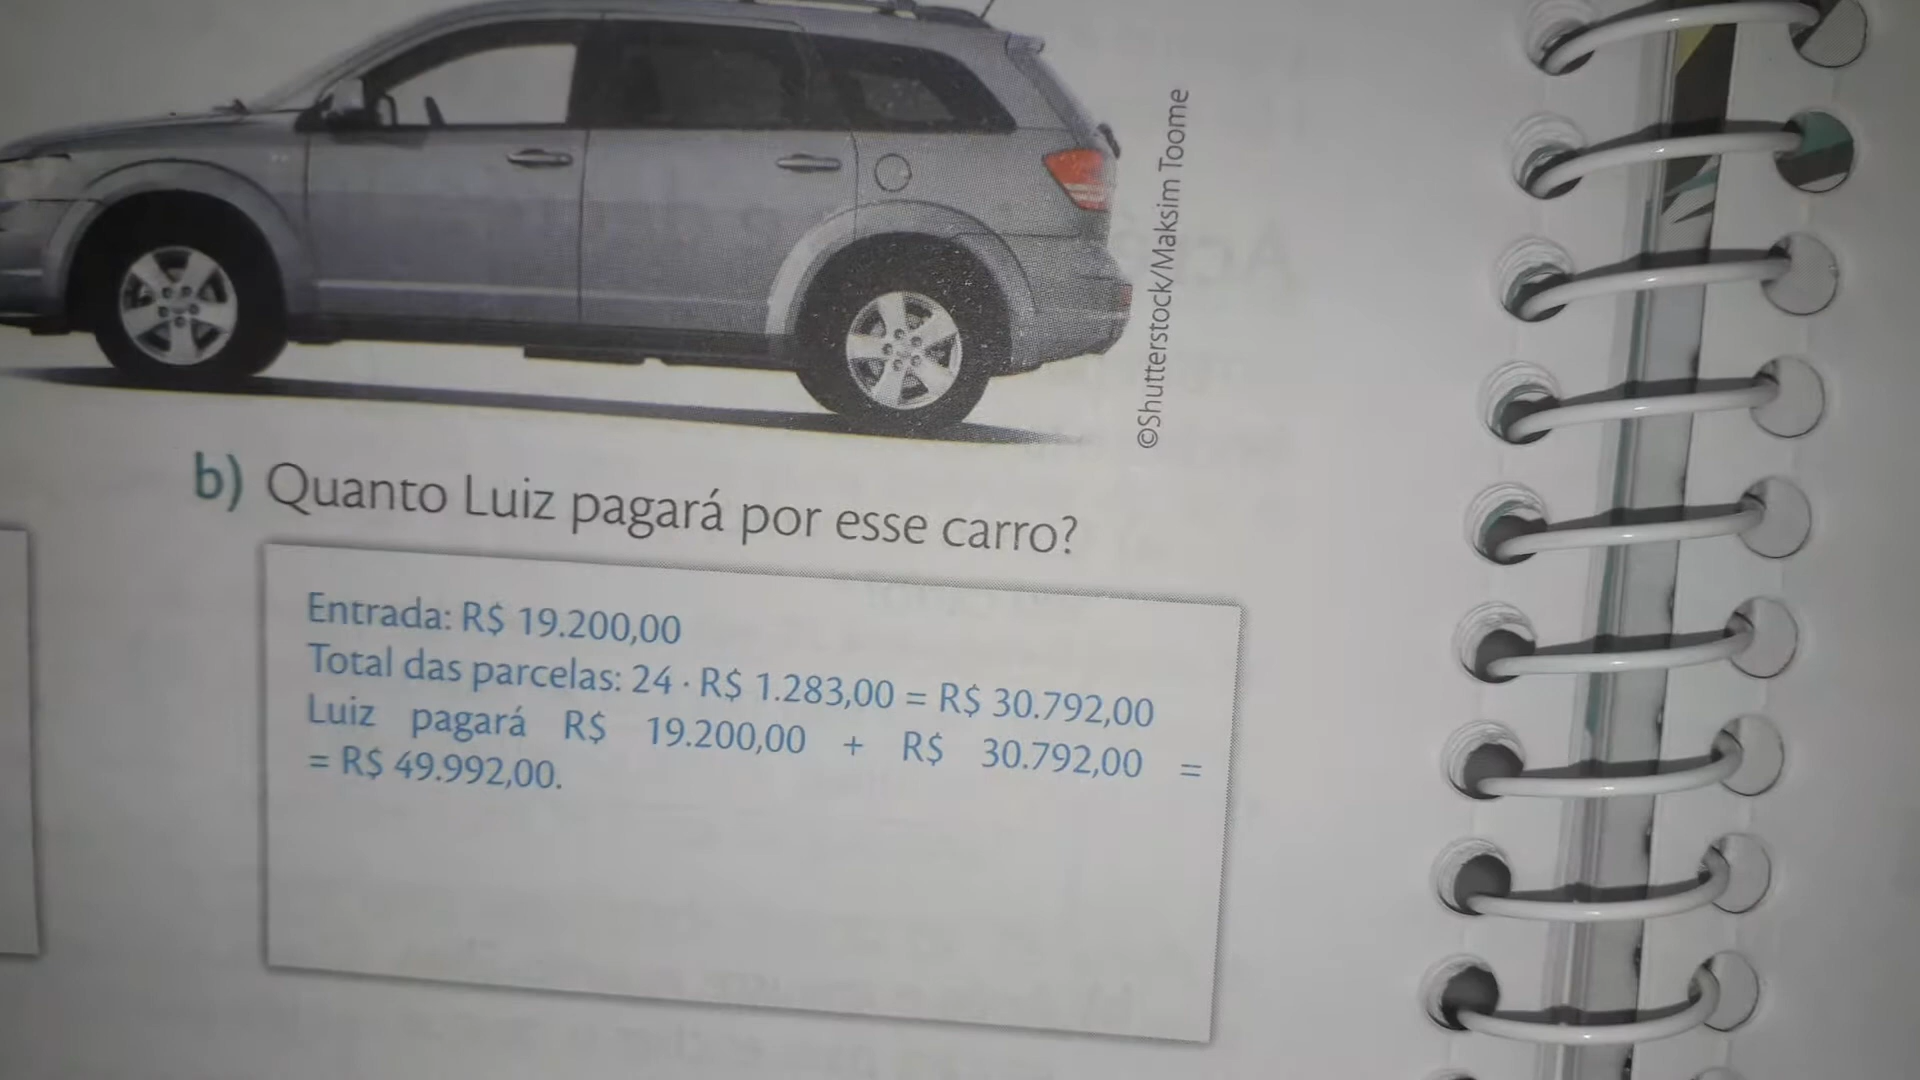 ©Shutterstock/Maksim Toome
b) Quanto Luiz pagará por esse carro?
Entrada: R$ 19.200,00
Total das parcelas: 24 · R$ 1.283,00 = R$ 30.792,00
Luiz pagará R$ 19.200,00 + R$ 30.792,00 =
= R$ 49.992,00.